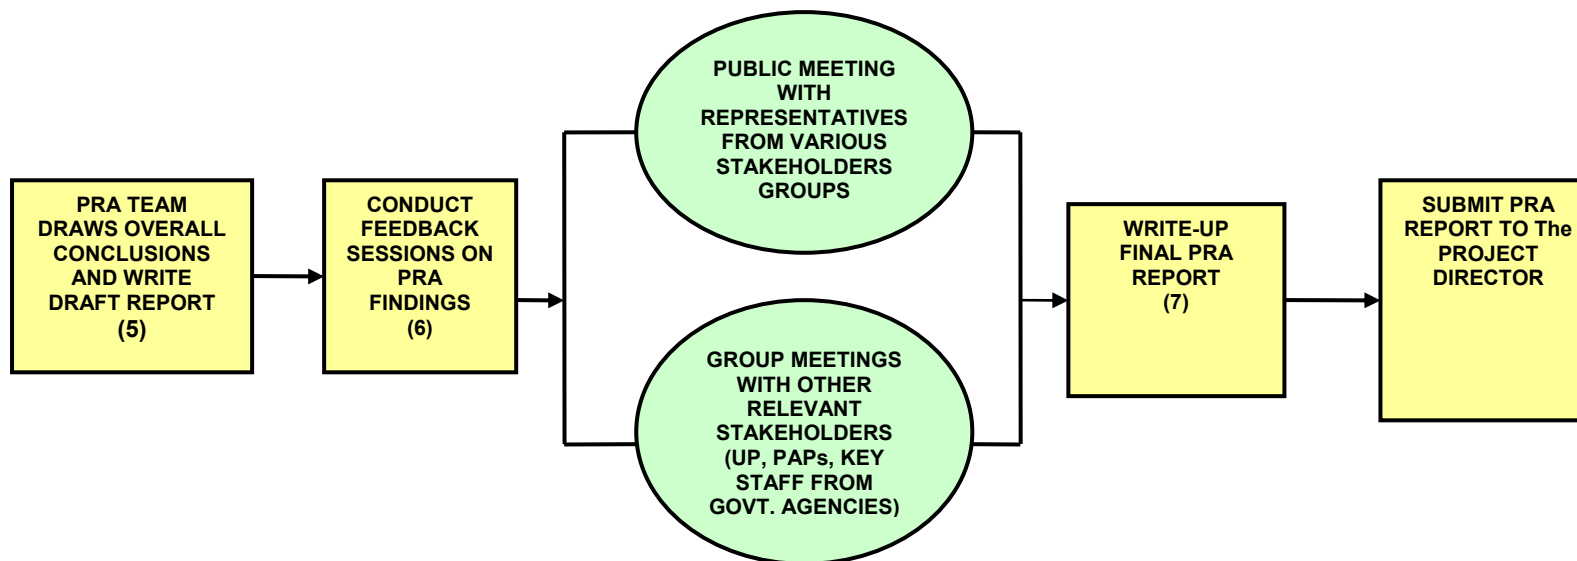 PRA TEAM
DRAWS OVERALL
CONCLUSIONS
AND WRITE
DRAFT REPORT
(5)
CONDUCT
FEEDBACK
SESSIONS ON
PRA
FINDINGS
(6)
PUBLIC MEETING
WITH
REPRESENTATIVES
FROM VARIOUS
STAKEHOLDERS
GROUPS
GROUP MEETINGS
WITH OTHER
RELEVANT
STAKEHOLDERS
(UP, PAPs, KEY
STAFF FROM
GOVT. AGENCIES)
WRITE-UP
FINAL PRA
REPORT
(7)
SUBMIT PRA
REPORT TO The
PROJECT
DIRECTOR